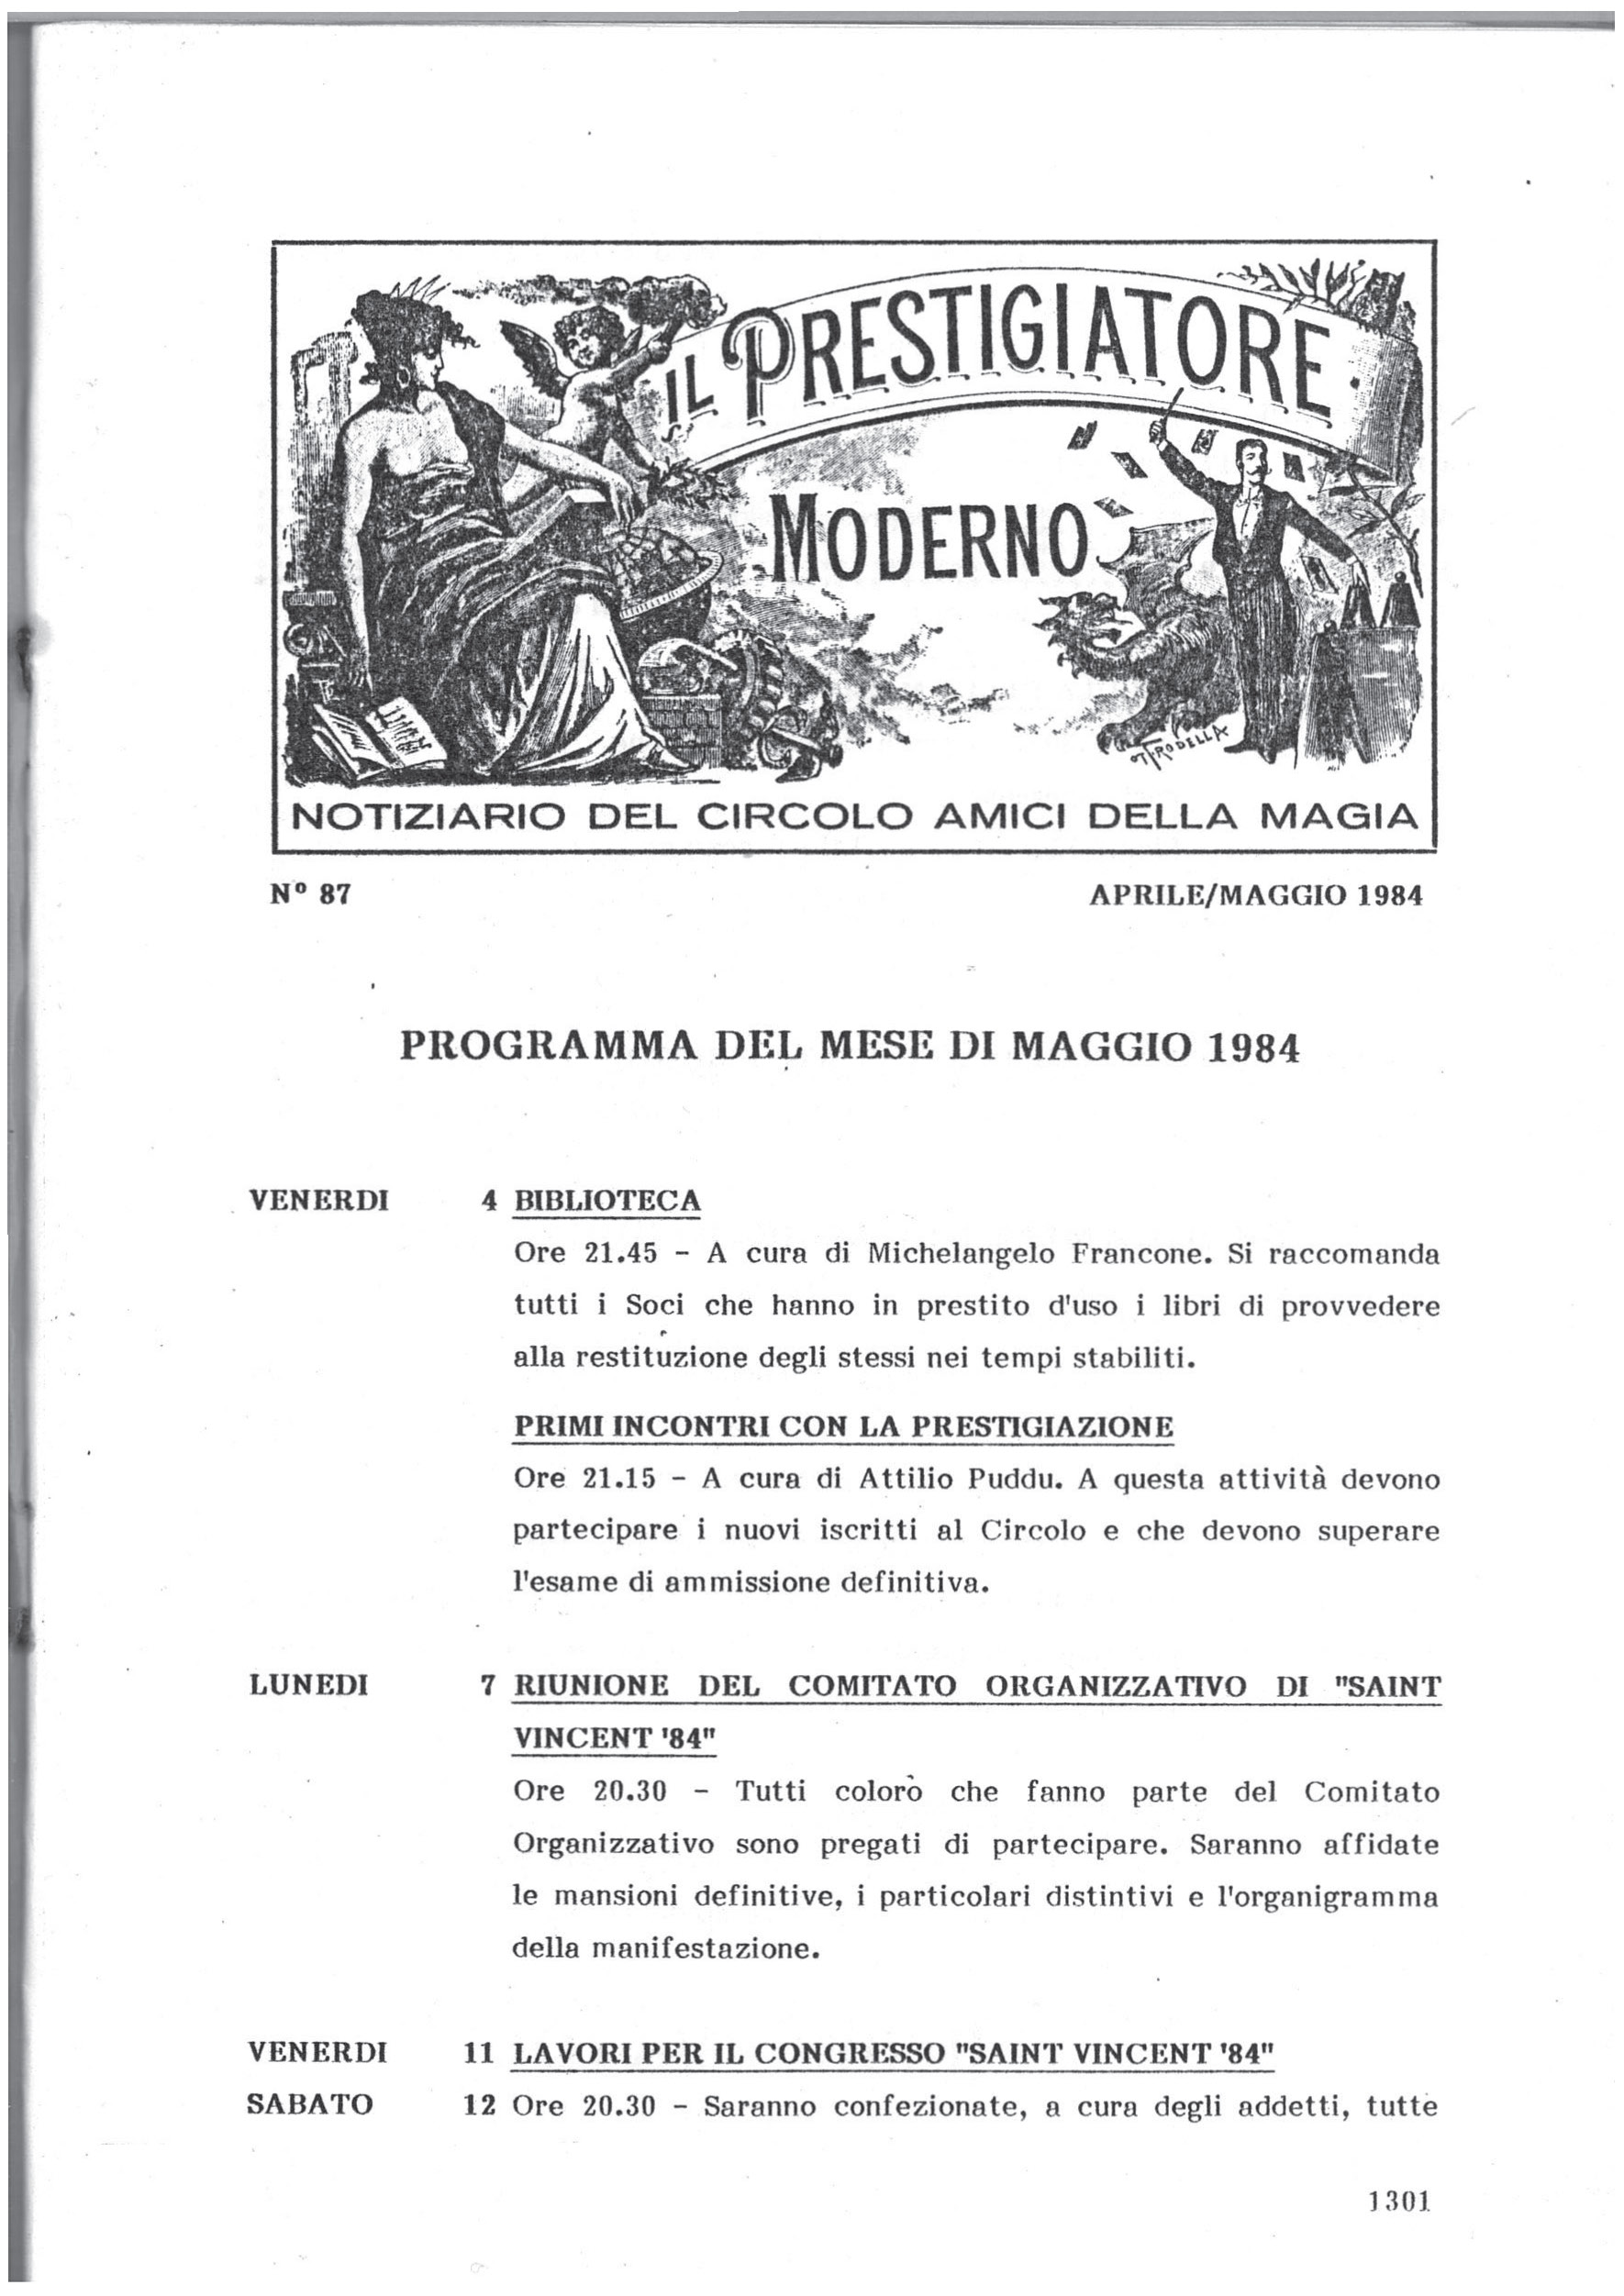 IL PRESTIGIATORE
MODERNO
T. FRODELLA
NOTIZIARIO DEL CIRCOLO AMICI DELLA MAGIA
Nº 87 APRILE/MAGGIO 1984
PROGRAMMA DEL MESE DI MAGGIO 1984
VENERDI 4 BIBLIOTECA
Ore 21.45 - A cura di Michelangelo Francone. Si raccomanda
tutti i Soci che hanno in prestito d'uso i libri di provvedere
alla restituzione degli stessi nei tempi stabiliti.
PRIMI INCONTRI CON LA PRESTIGIAZIONE
Ore 21.15 - A cura di Attilio Puddu. A questa attività devono
partecipare i nuovi iscritti al Circolo e che devono superare
l'esame di ammissione definitiva.
LUNEDI 7 RIUNIONE DEL COMITATO ORGANIZZATIVO DI "SAINT
VINCENT '84"
Ore 20.30 - Tutti coloro che fanno parte del Comitato
Organizzativo sono pregati di partecipare. Saranno affidate
le mansioni definitive, i particolari distintivi e l'organigramma
della manifestazione.
VENERDI 11 LAVORI PER IL CONGRESSO "SAINT VINCENT '84"
SABATO 12 Ore 20.30 - Saranno confezionate, a cura degli addetti, tutte
1301